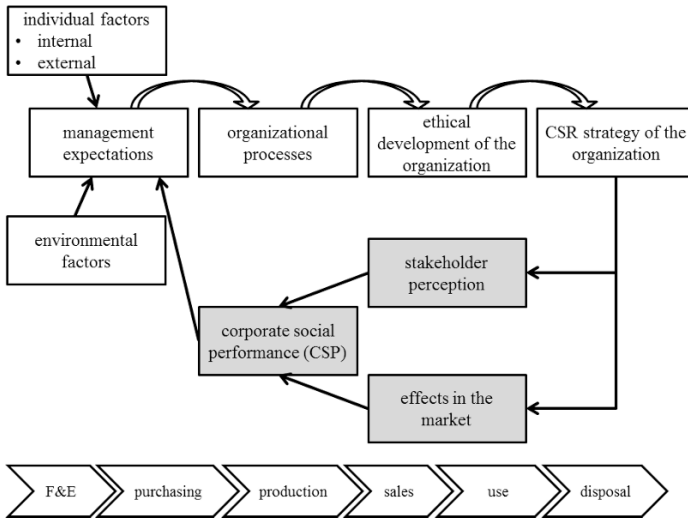 individual factors
• internal
• external
management
expectations
organizational
processes
ethical
development of the
organization
CSR strategy of the
organization
environmental
factors
stakeholder
perception
corporate social
performance (CSP)
effects in the
market
F&E
purchasing
production
sales
use
disposal